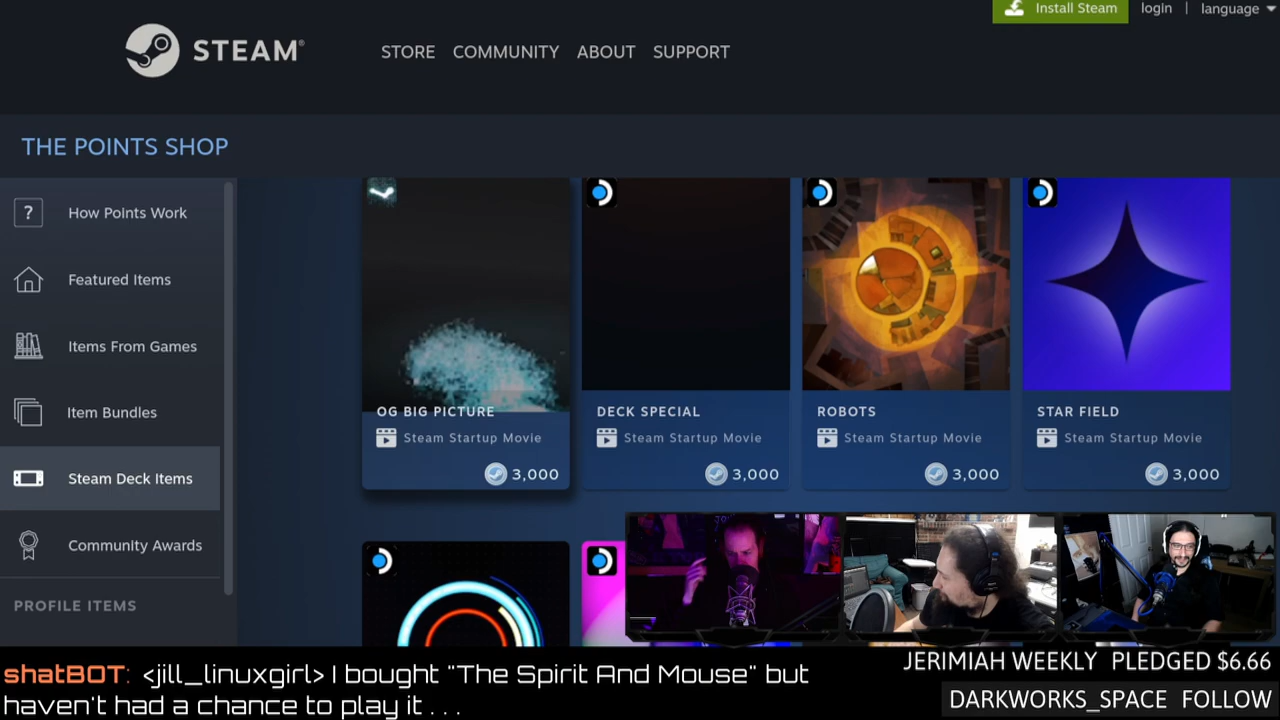 Install Steam login | language
STEAM®
STORE COMMUNITY ABOUT SUPPORT
THE POINTS SHOP
? How Points Work
Featured Items
Items From Games
Item Bundles
Steam Deck Items
Community Awards
PROFILE ITEMS
OG BIG PICTURE
Steam Startup Movie
3,000
DECK SPECIAL
Steam Startup Movie
3,000
ROBOTS
Steam Startup Movie
3,000
STAR FIELD
Steam Startup Movie
3,000
shatBOT: <jill_linuxgirl> I bought "The Spirit And Mouse" but
haven't had a chance to play it . . .
JERIMIAH WEEKLY PLEDGED $6.66
DARKWORKS_SPACE FOLLOW